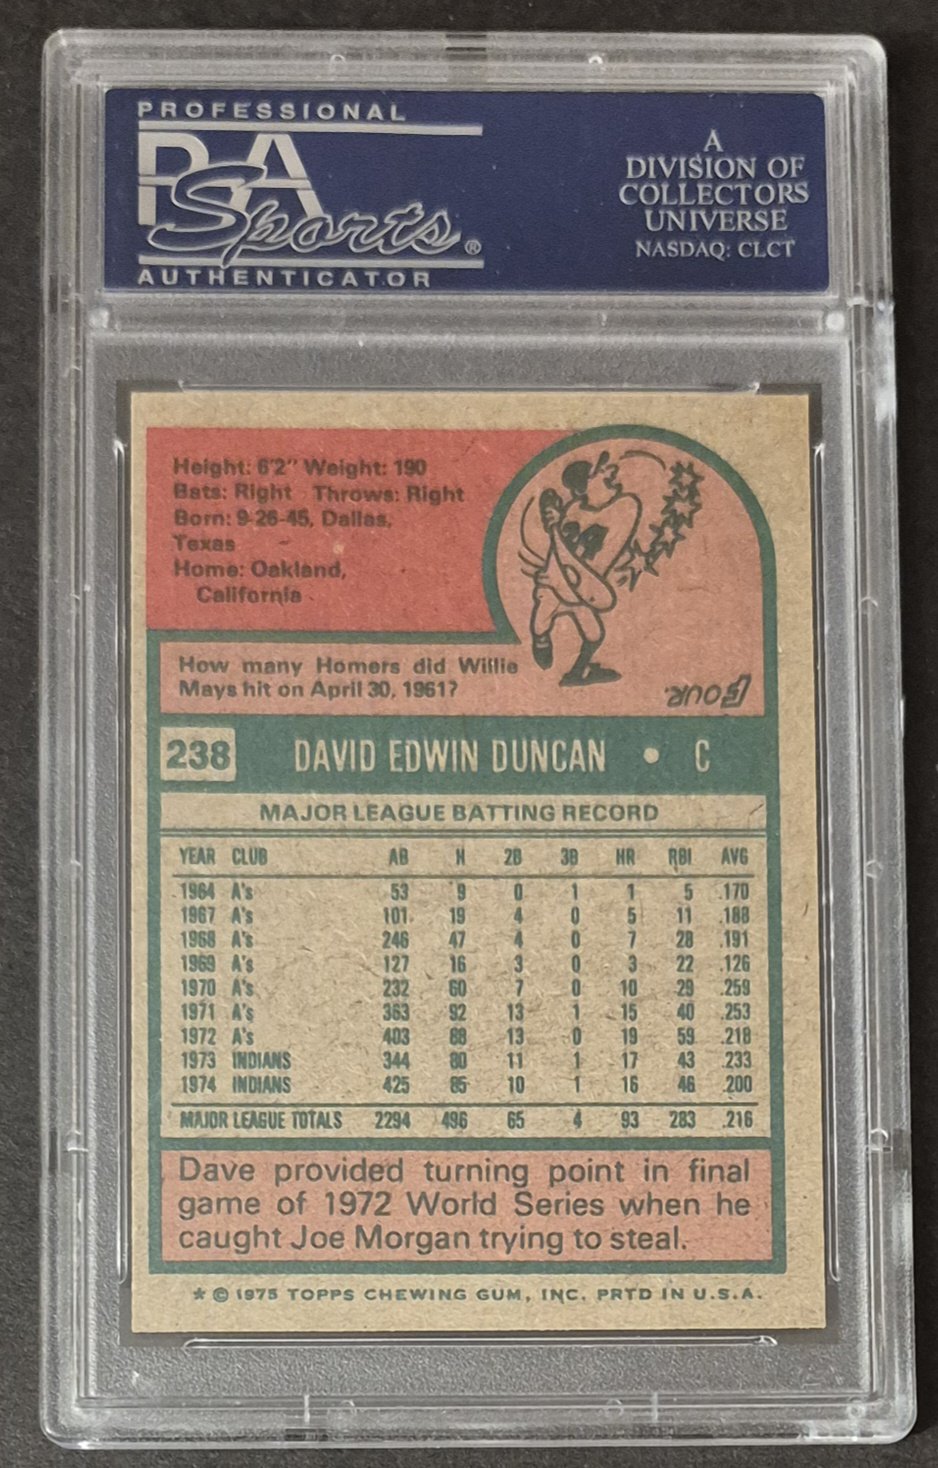 PROFESSIONAL
PSA
Sports®
AUTHENTICATOR
A
DIVISION OF
COLLECTORS
UNIVERSE
NASDAQ: CLCT
Height: 6'2" Weight: 190
Bats: Right Throws: Right
Born: 9-26-45, Dallas,
Texas
Home: Oakland,
California
24
How many Homers did Willie
Mays hit on April 30, 1961?
FOUR.
238 DAVID EDWIN DUNCAN • C
MAJOR LEAGUE BATTING RECORD
YEAR CLUB AB H 2B 3B HR RBI AVG
1964 A's 53 9 0 1 1 5 .170
1967 A's 101 19 4 0 5 11 .188
1968 A's 246 47 4 0 7 28 .191
1969 A's 127 16 3 0 3 22 .126
1970 A's 232 60 7 0 10 29 .259
1971 A's 363 92 13 1 15 40 .253
1972 A's 403 88 13 0 19 59 .218
1973 INDIANS 344 80 11 1 17 43 .233
1974 INDIANS 425 85 10 1 16 46 .200
MAJOR LEAGUE TOTALS 2294 496 65 4 93 283 .216
Dave provided turning point in final
game of 1972 World Series when he
caught Joe Morgan trying to steal.
* © 1975 TOPPS CHEWING GUM, INC. PRTD IN U.S.A.